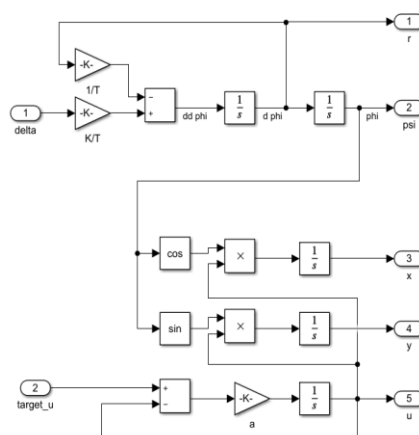 1
r
-K-
1/T
1
delta
-K-
K/T
−
+
dd phi
1
s
d phi
1
s
phi
2
psi
cos
×
1
s
3
x
sin
×
1
s
4
y
2
target_u
+
−
-K-
a
1
s
5
u